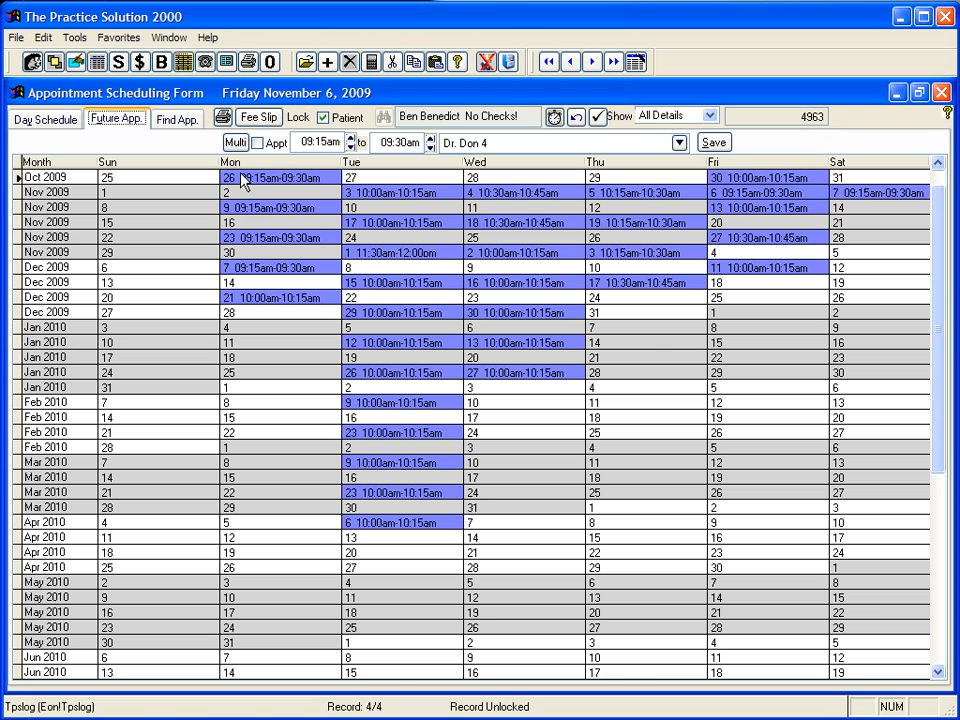 The Practice Solution 2000
File Edit Tools Favorites Window Help
S $ B O ?
Appointment Scheduling Form Friday November 6, 2009
Day Schedule Future App. Find App. Fee Slip Lock Patient Ben Benedict No Checks! Show All Details 4963 ?
Multi Appt 09:15am to 09:30am Dr. Don 4 Save
Month Sun Mon Tue Wed Thu Fri Sat
Oct 2009 25 26 09:15am-09:30am 27 28 29 30 10:00am-10:15am 31
Nov 2009 1 2 3 10:00am-10:15am 4 10:30am-10:45am 5 10:15am-10:30am 6 09:15am-09:30am 7 09:15am-09:30am
Nov 2009 8 9 09:15am-09:30am 10 11 12 13 10:00am-10:15am 14
Nov 2009 15 16 17 10:00am-10:15am 18 10:30am-10:45am 19 10:15am-10:30am 20 21
Nov 2009 22 23 09:15am-09:30am 24 25 26 27 10:30am-10:45am 28
Nov 2009 29 30 1 11:30am-12:00pm 2 10:00am-10:15am 3 10:15am-10:30am 4 5
Dec 2009 6 7 09:15am-09:30am 8 9 10 11 10:00am-10:15am 12
Dec 2009 13 14 15 10:00am-10:15am 16 10:00am-10:15am 17 10:30am-10:45am 18 19
Dec 2009 20 21 10:00am-10:15am 22 23 24 25 26
Dec 2009 27 28 29 10:00am-10:15am 30 10:00am-10:15am 31 1 2
Jan 2010 3 4 5 6 7 8 9
Jan 2010 10 11 12 10:00am-10:15am 13 10:00am-10:15am 14 15 16
Jan 2010 17 18 19 20 21 22 23
Jan 2010 24 25 26 10:00am-10:15am 27 10:00am-10:15am 28 29 30
Jan 2010 31 1 2 3 4 5 6
Feb 2010 7 8 9 10:00am-10:15am 10 11 12 13
Feb 2010 14 15 16 17 18 19 20
Feb 2010 21 22 23 10:00am-10:15am 24 25 26 27
Feb 2010 28 1 2 3 4 5 6
Mar 2010 7 8 9 10:00am-10:15am 10 11 12 13
Mar 2010 14 15 16 17 18 19 20
Mar 2010 21 22 23 10:00am-10:15am 24 25 26 27
Mar 2010 28 29 30 31 1 2 3
Apr 2010 4 5 6 10:00am-10:15am 7 8 9 10
Apr 2010 11 12 13 14 15 16 17
Apr 2010 18 19 20 21 22 23 24
Apr 2010 25 26 27 28 29 30 1
May 2010 2 3 4 5 6 7 8
May 2010 9 10 11 12 13 14 15
May 2010 16 17 18 19 20 21 22
May 2010 23 24 25 26 27 28 29
May 2010 30 31 1 2 3 4 5
Jun 2010 6 7 8 9 10 11 12
Jun 2010 13 14 15 16 17 18 19
Tpslog (Eon!Tpslog) Record: 4/4 Record Unlocked NUM